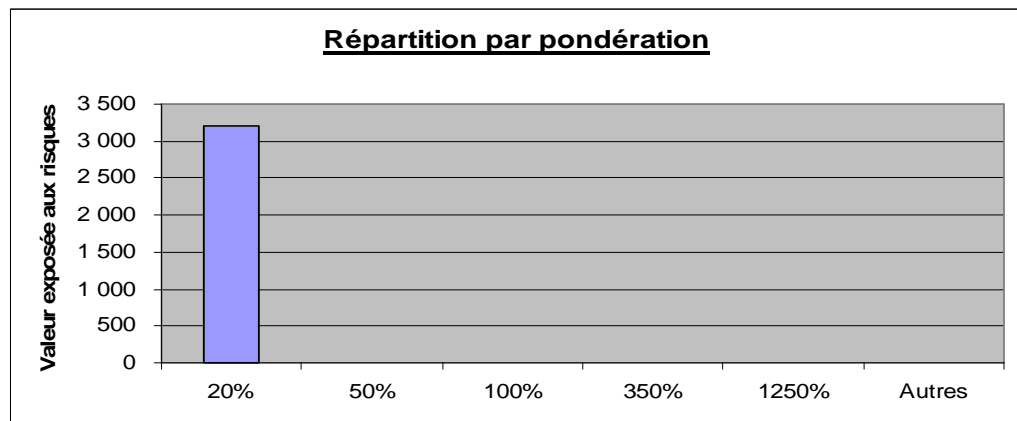 Répartition par pondération
Valeur exposée aux risques
3 500
3 000
2 500
2 000
1 500
1 000
500
0
20% 50% 100% 350% 1250% Autres